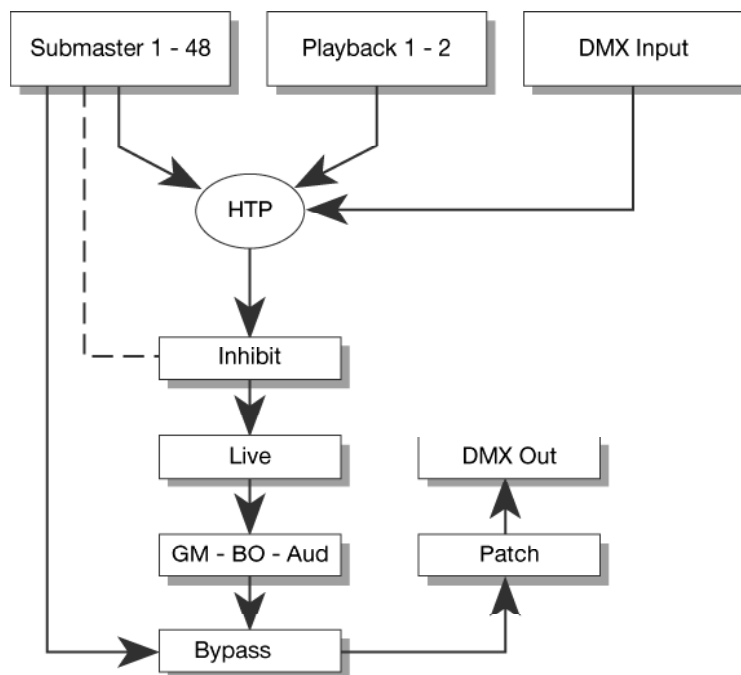 Submaster 1 - 48
Playback 1 - 2
DMX Input
HTP
Inhibit
Live
DMX Out
GM - BO - Aud
Patch
Bypass